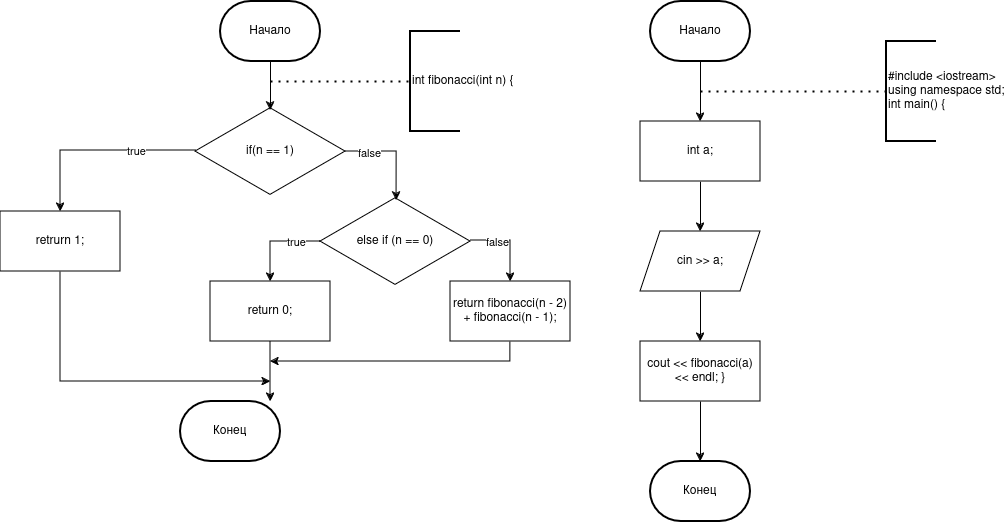 Начало
int fibonacci(int n) {
if(n == 1)
true
false
retrurn 1;
else if (n == 0)
true
false
return 0;
return fibonacci(n - 2)
+ fibonacci(n - 1);
Конец
Начало
#include <iostream>
using namespace std;
int main() {
int a;
cin >> a;
cout << fibonacci(a)
<< endl; }
Конец